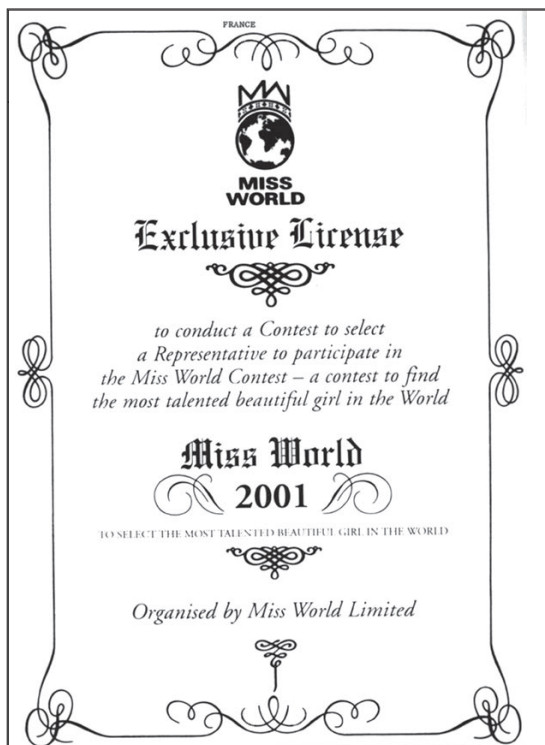 FRANCE
MISS
WORLD
Exclusive License
to conduct a Contest to select
a Representative to participate in
the Miss World Contest – a contest to find
the most talented beautiful girl in the World
Miss World
2001
TO SELECT THE MOST TALENTED BEAUTIFUL GIRL IN THE WORLD
Organised by Miss World Limited